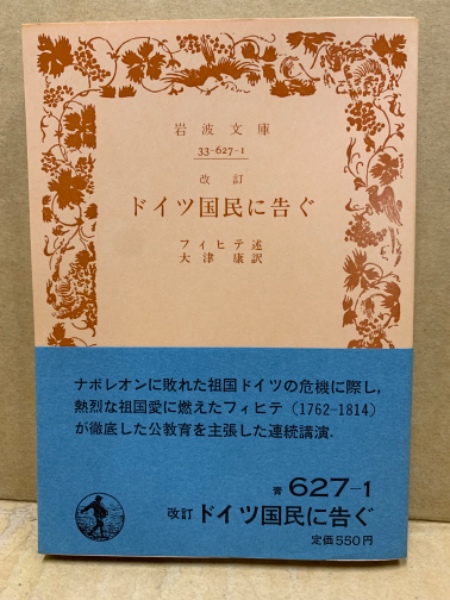 岩波文庫
33-627-1
改訂
ドイツ国民に告ぐ
フィヒテ述
大津 康訳
ナポレオンに敗れた祖国ドイツの危機に際し,
熱烈な祖国愛に燃えたフィヒテ(1762-1814)
が徹底した公教育を主張した連続講演.
青 627-1
改訂 ドイツ国民に告ぐ
定価550円